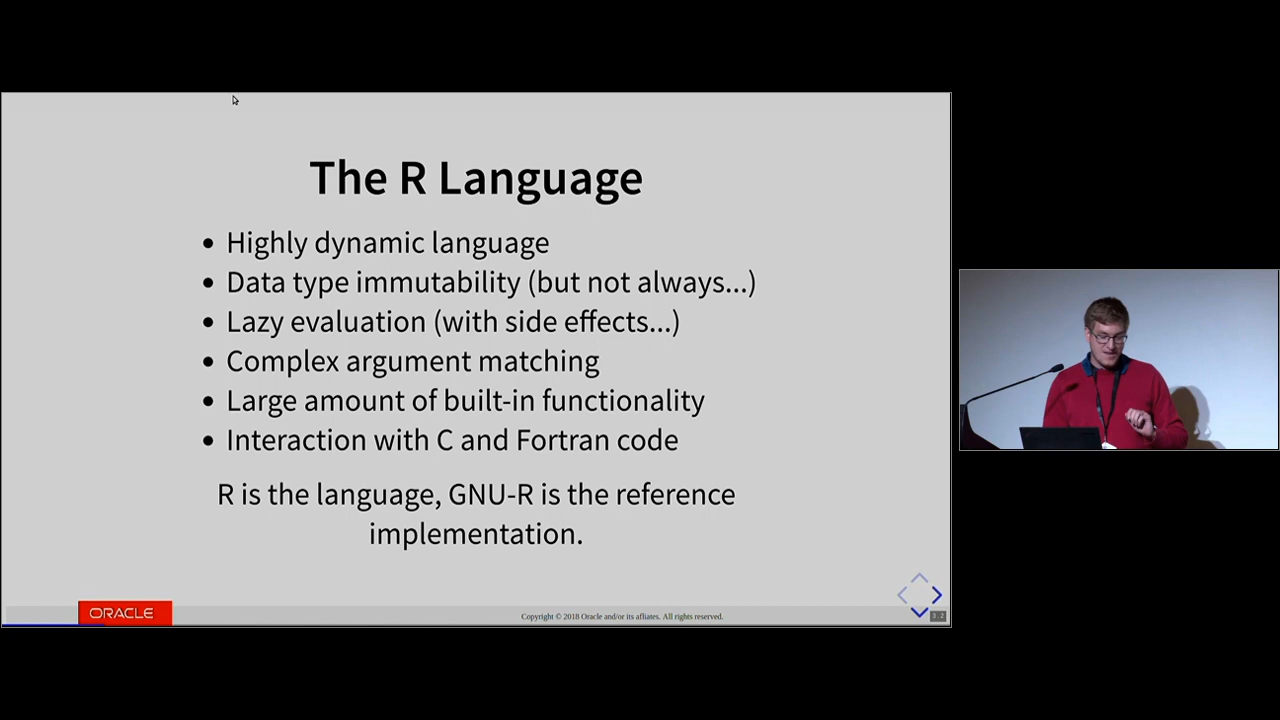 The R Language
• Highly dynamic language
• Data type immutability (but not always...)
• Lazy evaluation (with side effects...)
• Complex argument matching
• Large amount of built-in functionality
• Interaction with C and Fortran code
R is the language, GNU-R is the reference
implementation.
ORACLE
Copyright © 2018 Oracle and/or its affliates. All rights reserved.